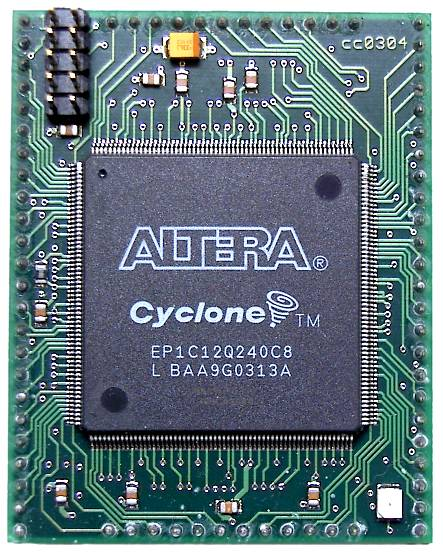 cc0304
ALTERA®
Cyclone™
EP1C12Q240C8
L BAA9G0313A